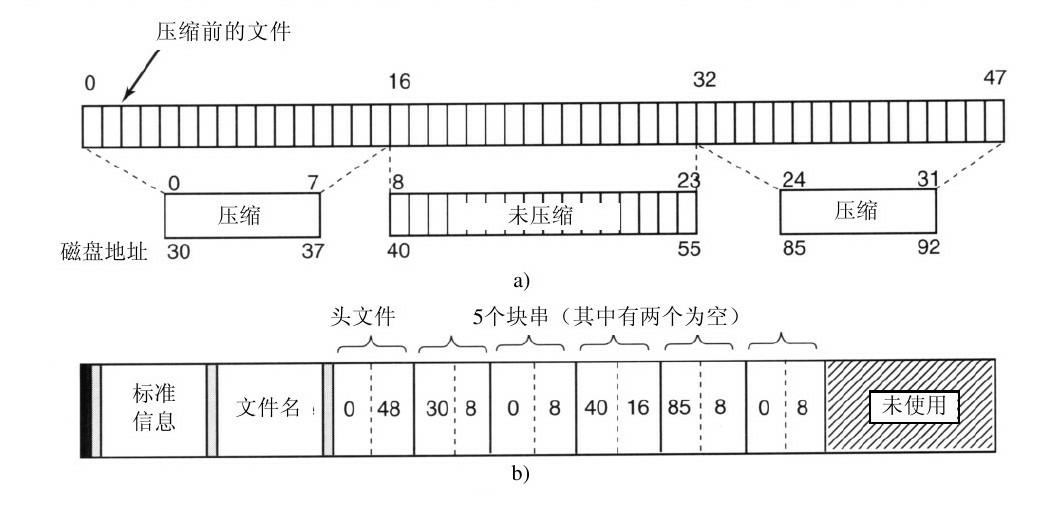 压缩前的文件
0 16 32 47
0 7 8 23 24 31
压缩 未压缩 压缩
磁盘地址 30 37 40 55 85 92
a)
头文件 5个块串（其中有两个为空）
标准
信息
文件名 0 48 30 8 0 8 40 16 85 8 0 8 未使用
b)